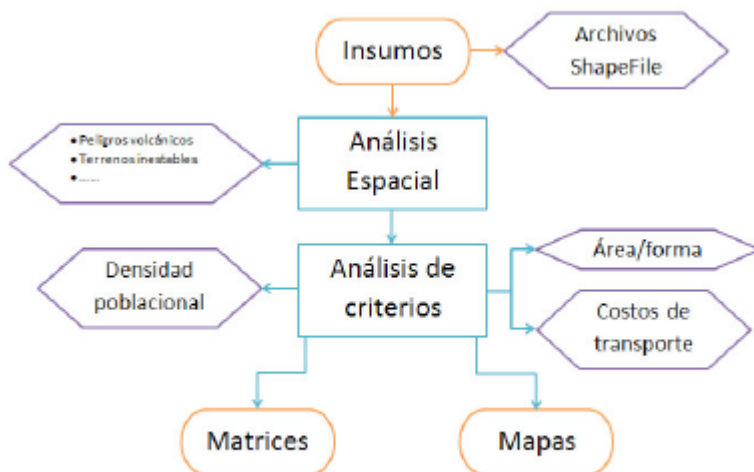 Insumos
Archivos
ShapeFile
• Peligros volcánicos
• Terrenos inestables
• ......
Análisis
Espacial
Densidad
poblacional
Análisis de
criterios
Área/forma
Costos de
transporte
Matrices
Mapas